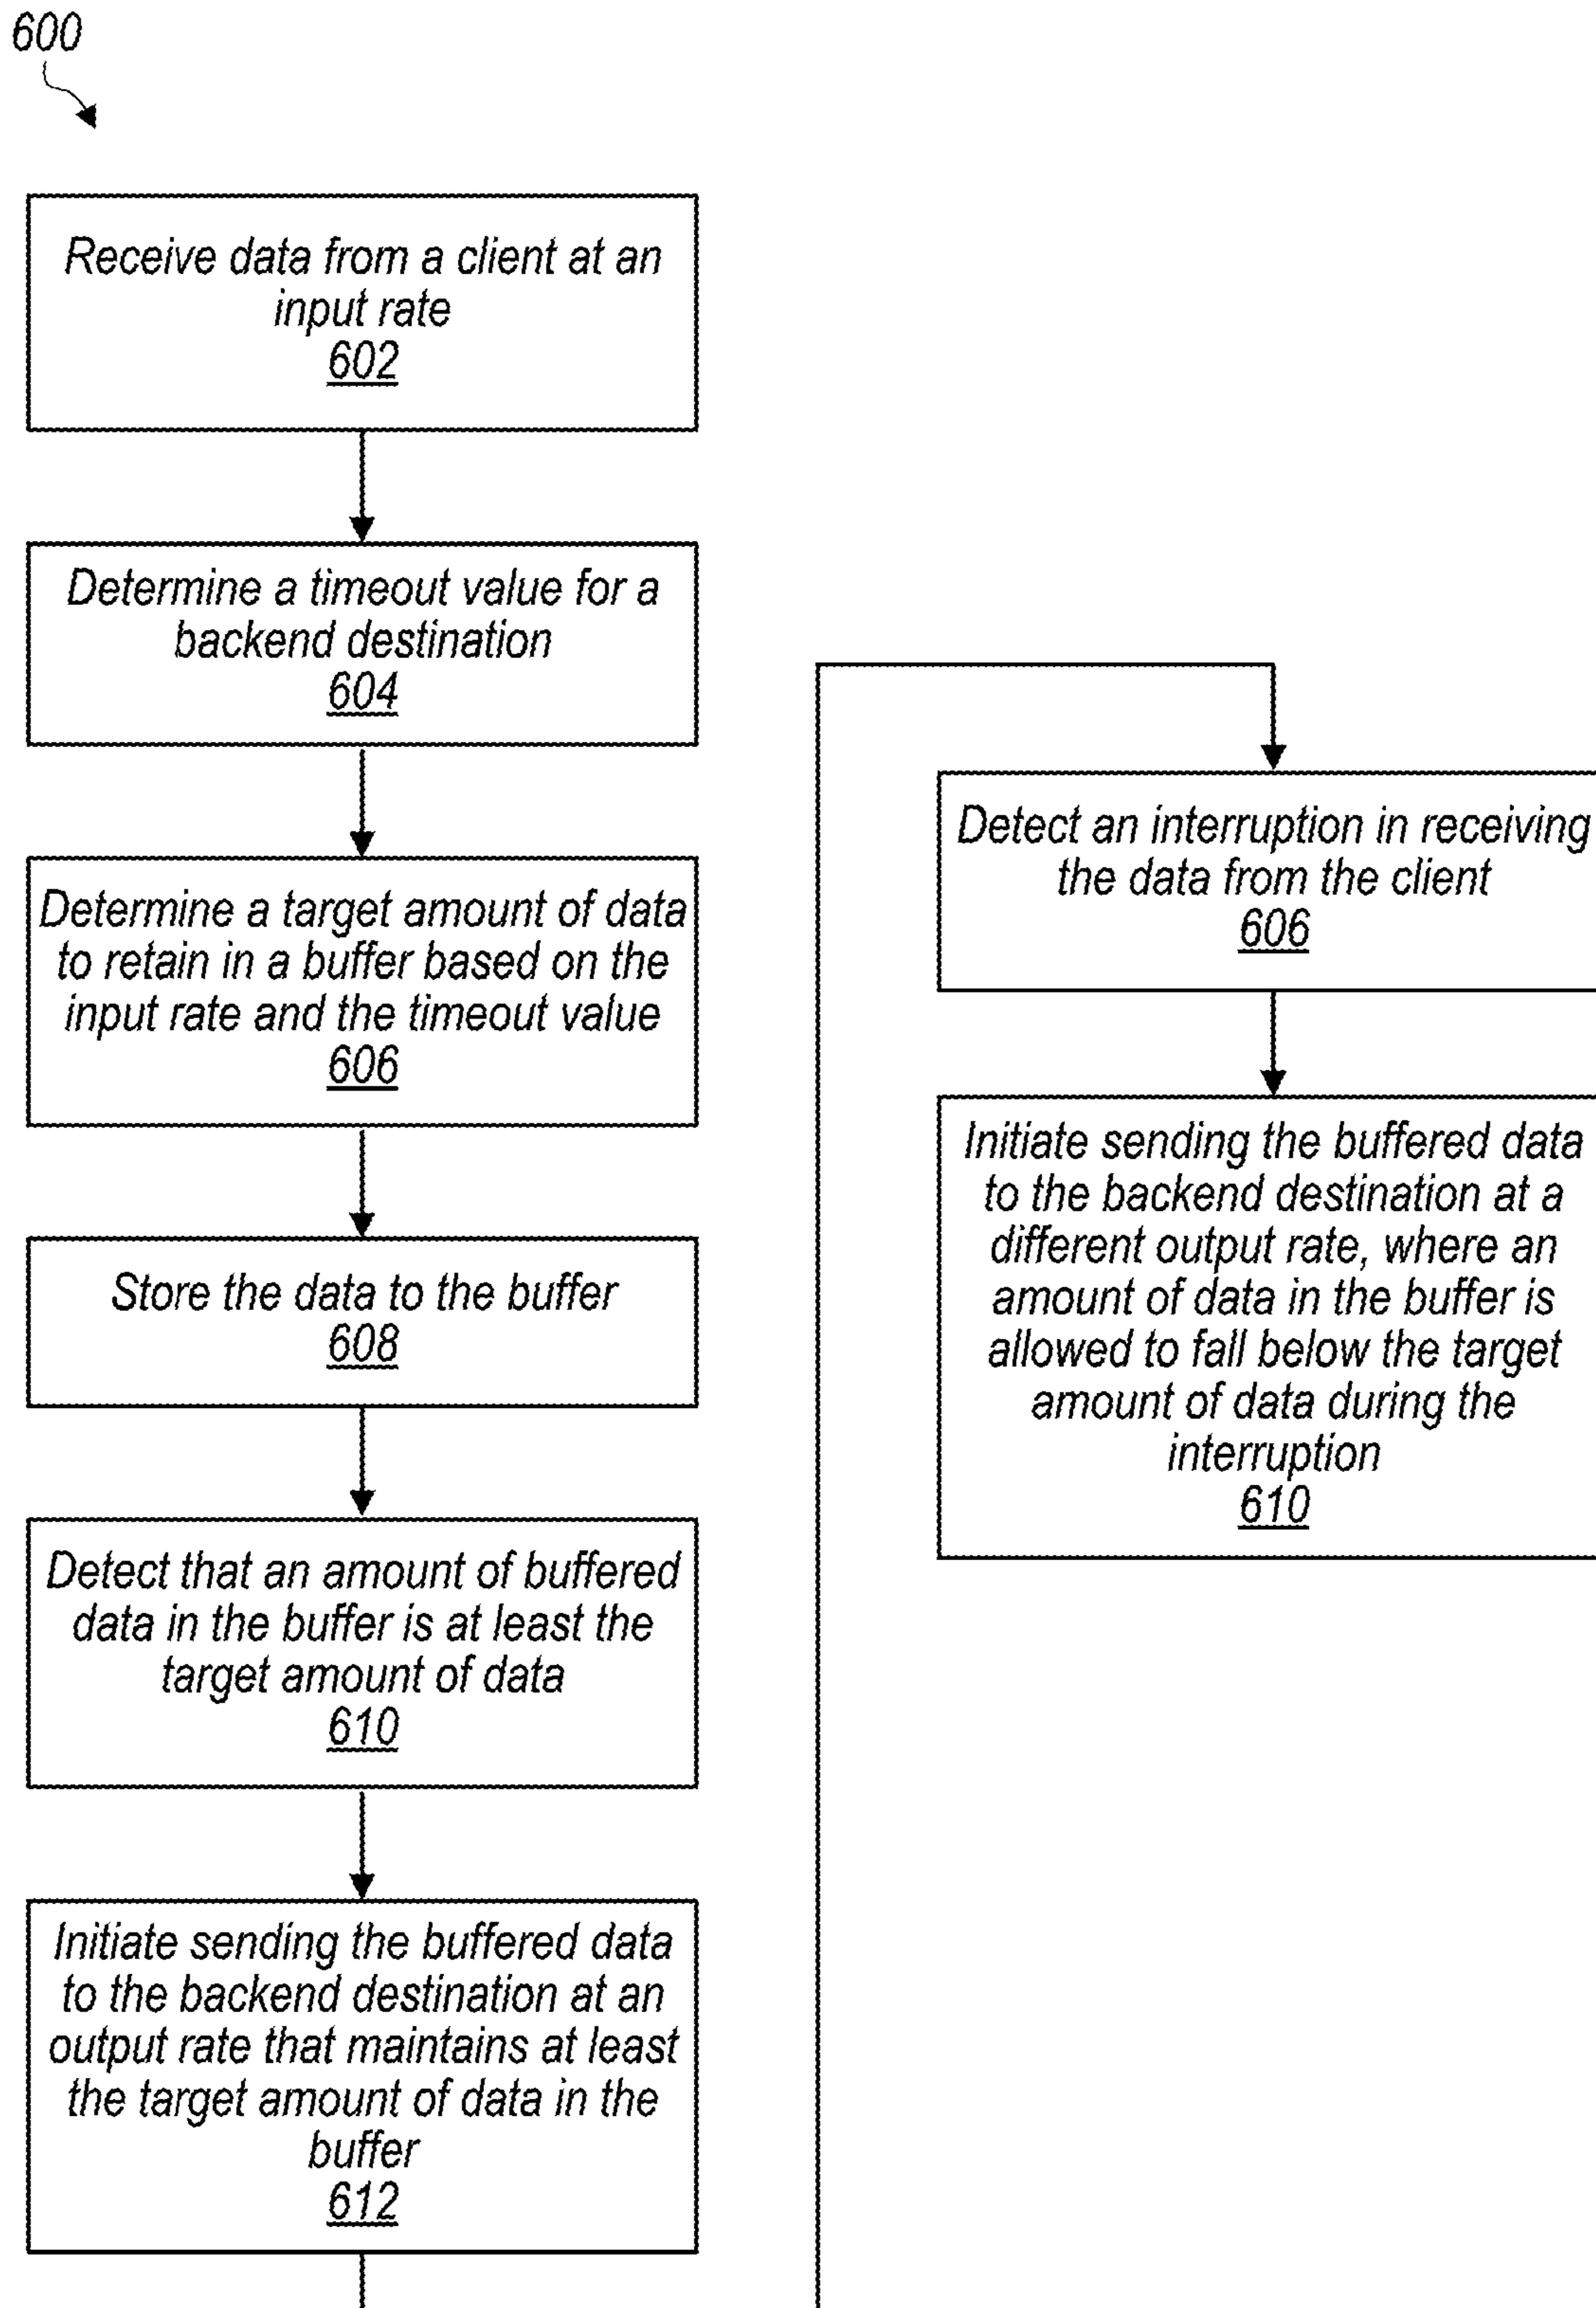 600
Receive data from a client at an
input rate
602
Determine a timeout value for a
backend destination
604
Determine a target amount of data
to retain in a buffer based on the
input rate and the timeout value
606
Store the data to the buffer
608
Detect that an amount of buffered
data in the buffer is at least the
target amount of data
610
Initiate sending the buffered data
to the backend destination at an
output rate that maintains at least
the target amount of data in the
buffer
612
Detect an interruption in receiving
the data from the client
606
Initiate sending the buffered data
to the backend destination at a
different output rate, where an
amount of data in the buffer is
allowed to fall below the target
amount of data during the
interruption
610